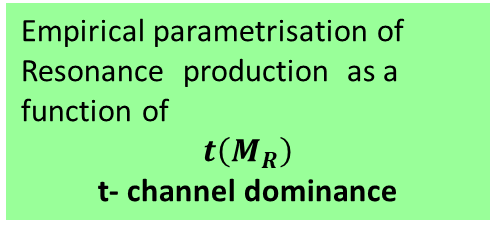 Empirical parametrisation of
Resonance production as a
function of
t(M_R)
t- channel dominance